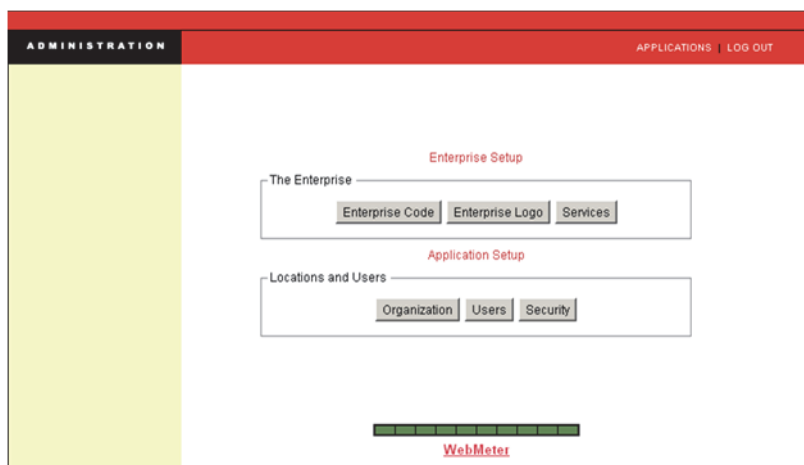 ADMINISTRATION
APPLICATIONS | LOG OUT
Enterprise Setup
The Enterprise
Enterprise Code Enterprise Logo Services
Application Setup
Locations and Users
Organization Users Security
WebMeter